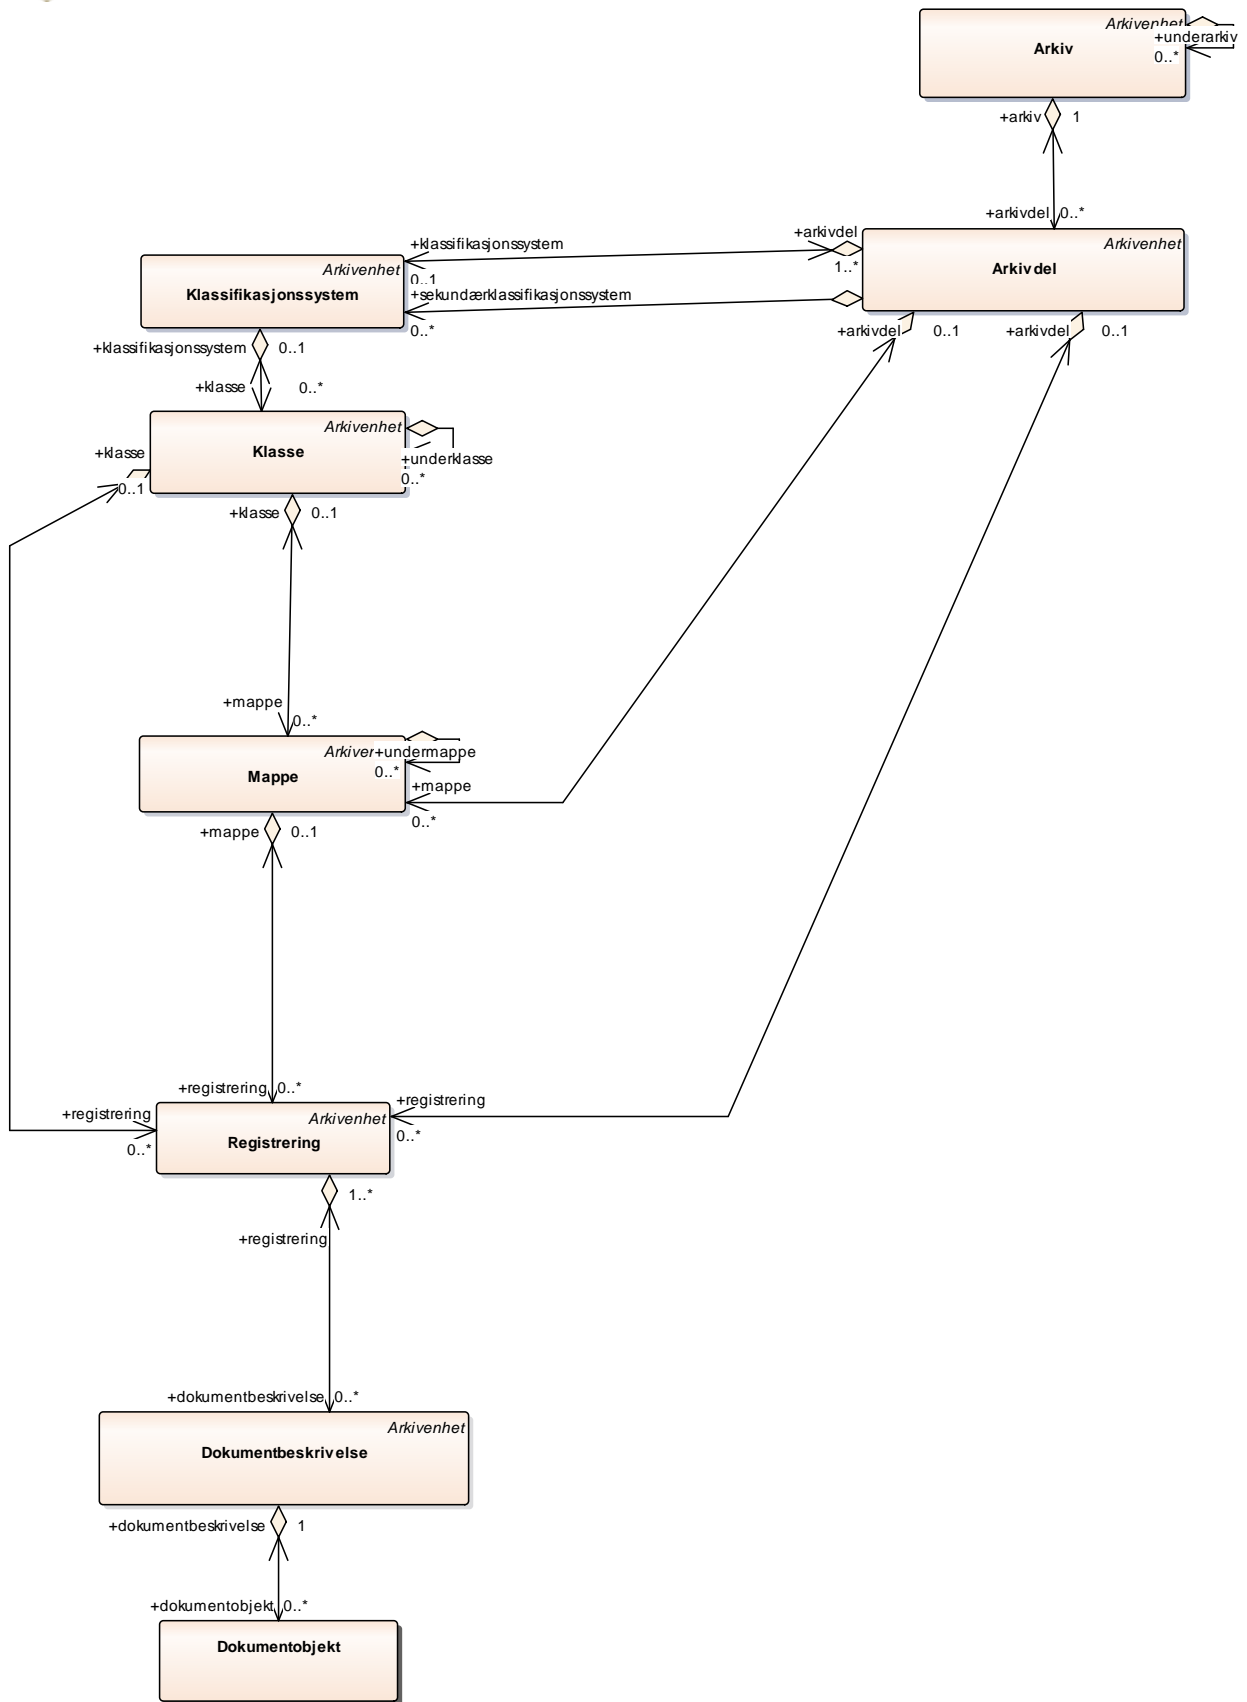 Arkivenhet
+underarkiv
Arkiv
0..*
+arkiv 1
+arkivdel 0..*
+arkivdel
Arkivenhet
+klassifikasjonssystem
1..*
Arkivdel
Arkivenhet
0..1
Klassifikasjonssystem
+sekundærklassifikasjonssystem
0..*
+arkivdel 0..1
+arkivdel 0..1
+klassifikasjonssystem 0..1
+klasse 0..*
Arkivenhet
+klasse
Klasse
+underklasse
0..*
0..1
+klasse 0..1
+mappe
0..*
+undermappe
0..*
Mappe
+mappe
0..*
+mappe 0..1
+registrering 0..*
+registrering
0..*
+registrering
0..*
Arkivenhet
Registrering
1..*
+registrering
+dokumentbeskrivelse 0..*
Arkivenhet
Dokumentbeskrivelse
+dokumentbeskrivelse 1
+dokumentobjekt 0..*
Dokumentobjekt